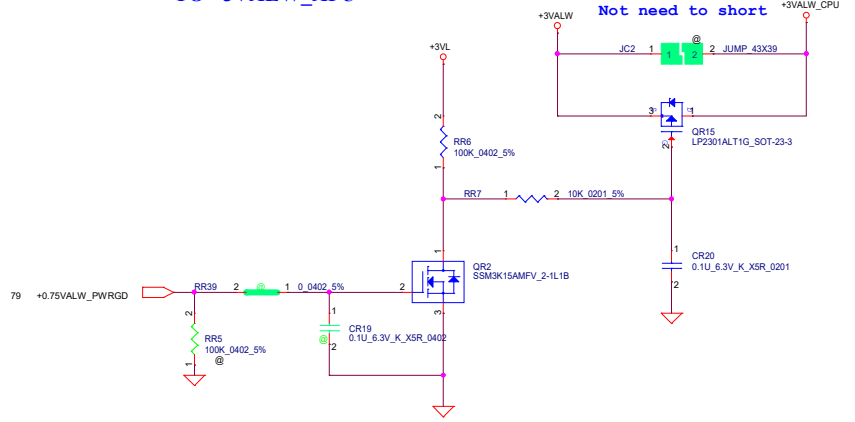 Not need to short
+3VALW
+3VALW_CPU
@
JC2 1 1 2 2 JUMP_43X39
+3VL
3 1
QR15
LP2301ALT1G_SOT-23-3
2
2
RR6
100K_0402_5%
1
RR7 1 2 10K_0201_5%
1
QR2
SSM3K15AMFV_2-1L1B
1
CR20
0.1U_6.3V_K_X5R_0201
2
79 +0.75VALW_PWRGD
RR39 2 @ 1 0_0402_5% 2
3
1
CR19
0.1U_6.3V_K_X5R_0402
@
2
2
RR5
100K_0402_5%
1
@